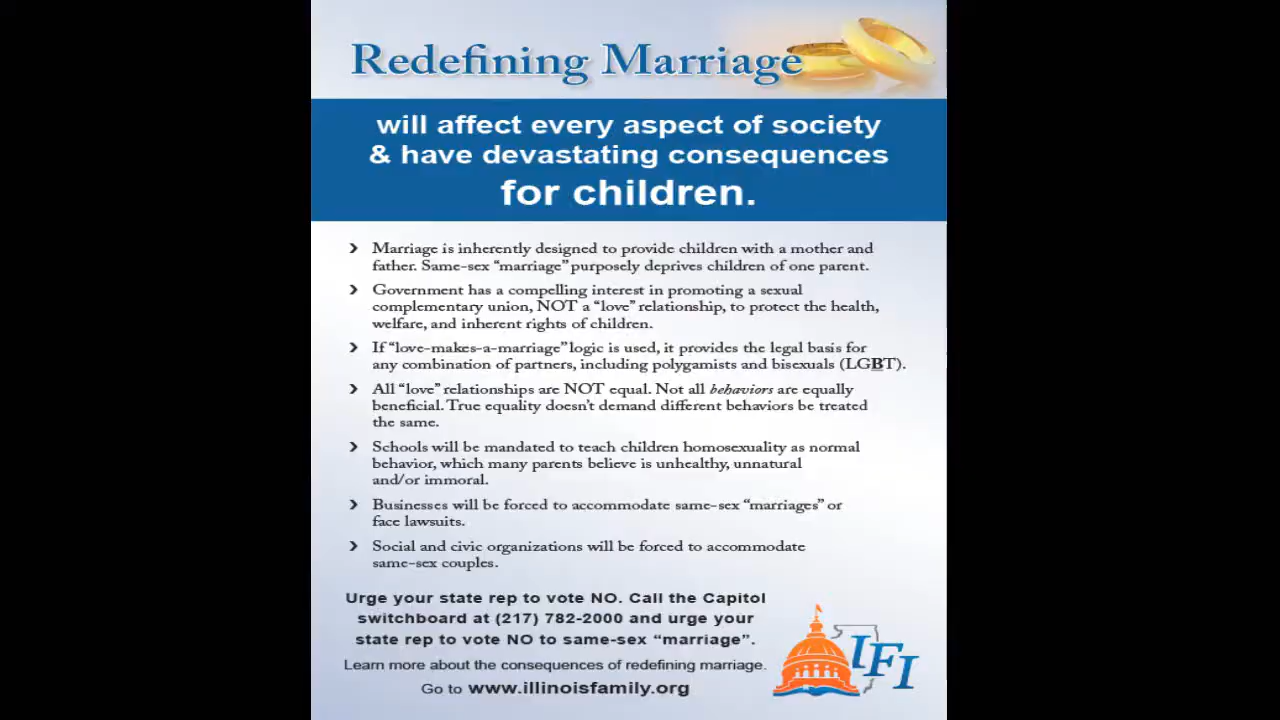 Redefining Marriage
will affect every aspect of society
& have devastating consequences
for children.
› Marriage is inherently designed to provide children with a mother and
father. Same-sex “marriage” purposely deprives children of one parent.
› Government has a compelling interest in promoting a sexual
complementary union, NOT a “love” relationship, to protect the health,
welfare, and inherent rights of children.
› If “love-makes-a-marriage” logic is used, it provides the legal basis for
any combination of partners, including polygamists and bisexuals (LGBT).
› All “love” relationships are NOT equal. Not all behaviors are equally
beneficial. True equality doesn’t demand different behaviors be treated
the same.
› Schools will be mandated to teach children homosexuality as normal
behavior, which many parents believe is unhealthy, unnatural
and/or immoral.
› Businesses will be forced to accommodate same-sex “marriages” or
face lawsuits.
› Social and civic organizations will be forced to accommodate
same-sex couples.
Urge your state rep to vote NO. Call the Capitol
switchboard at (217) 782-2000 and urge your
state rep to vote NO to same-sex “marriage”.
Learn more about the consequences of redefining marriage.
Go to www.illinoisfamily.org
IFI